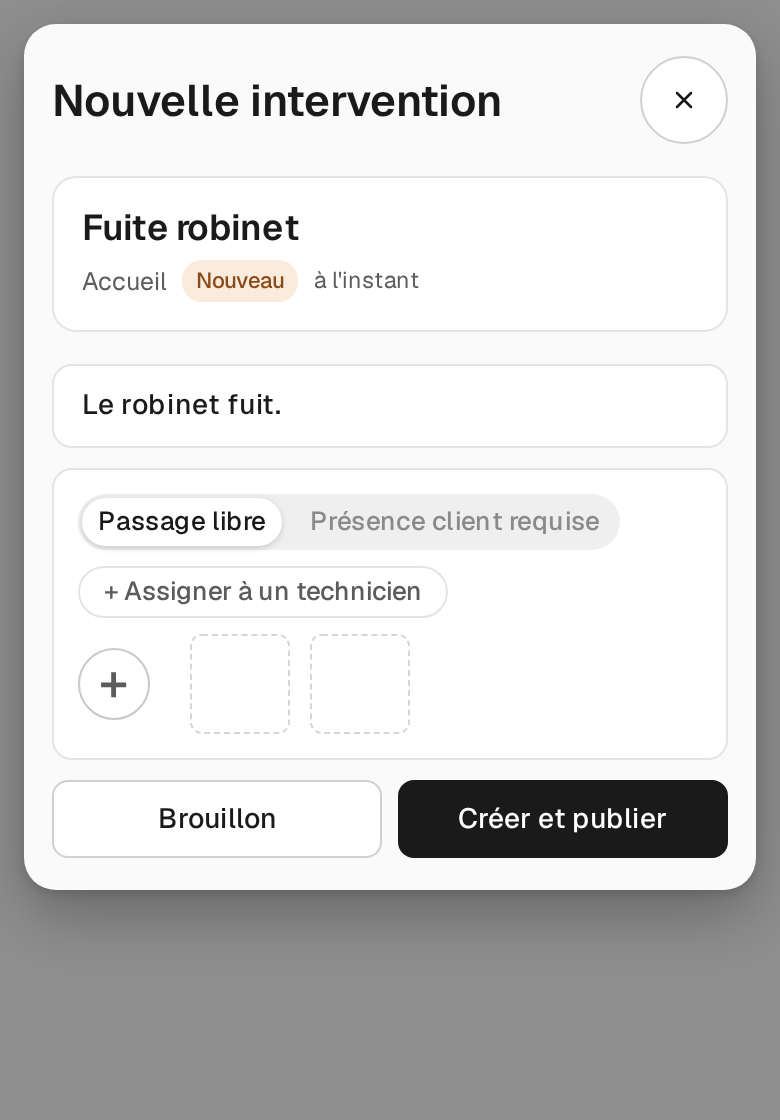 Nouvelle intervention
Fuite robinet
Accueil Nouveau à l'instant
Le robinet fuit.
Passage libre Présence client requise
+ Assigner à un technicien
+
Brouillon Créer et publier